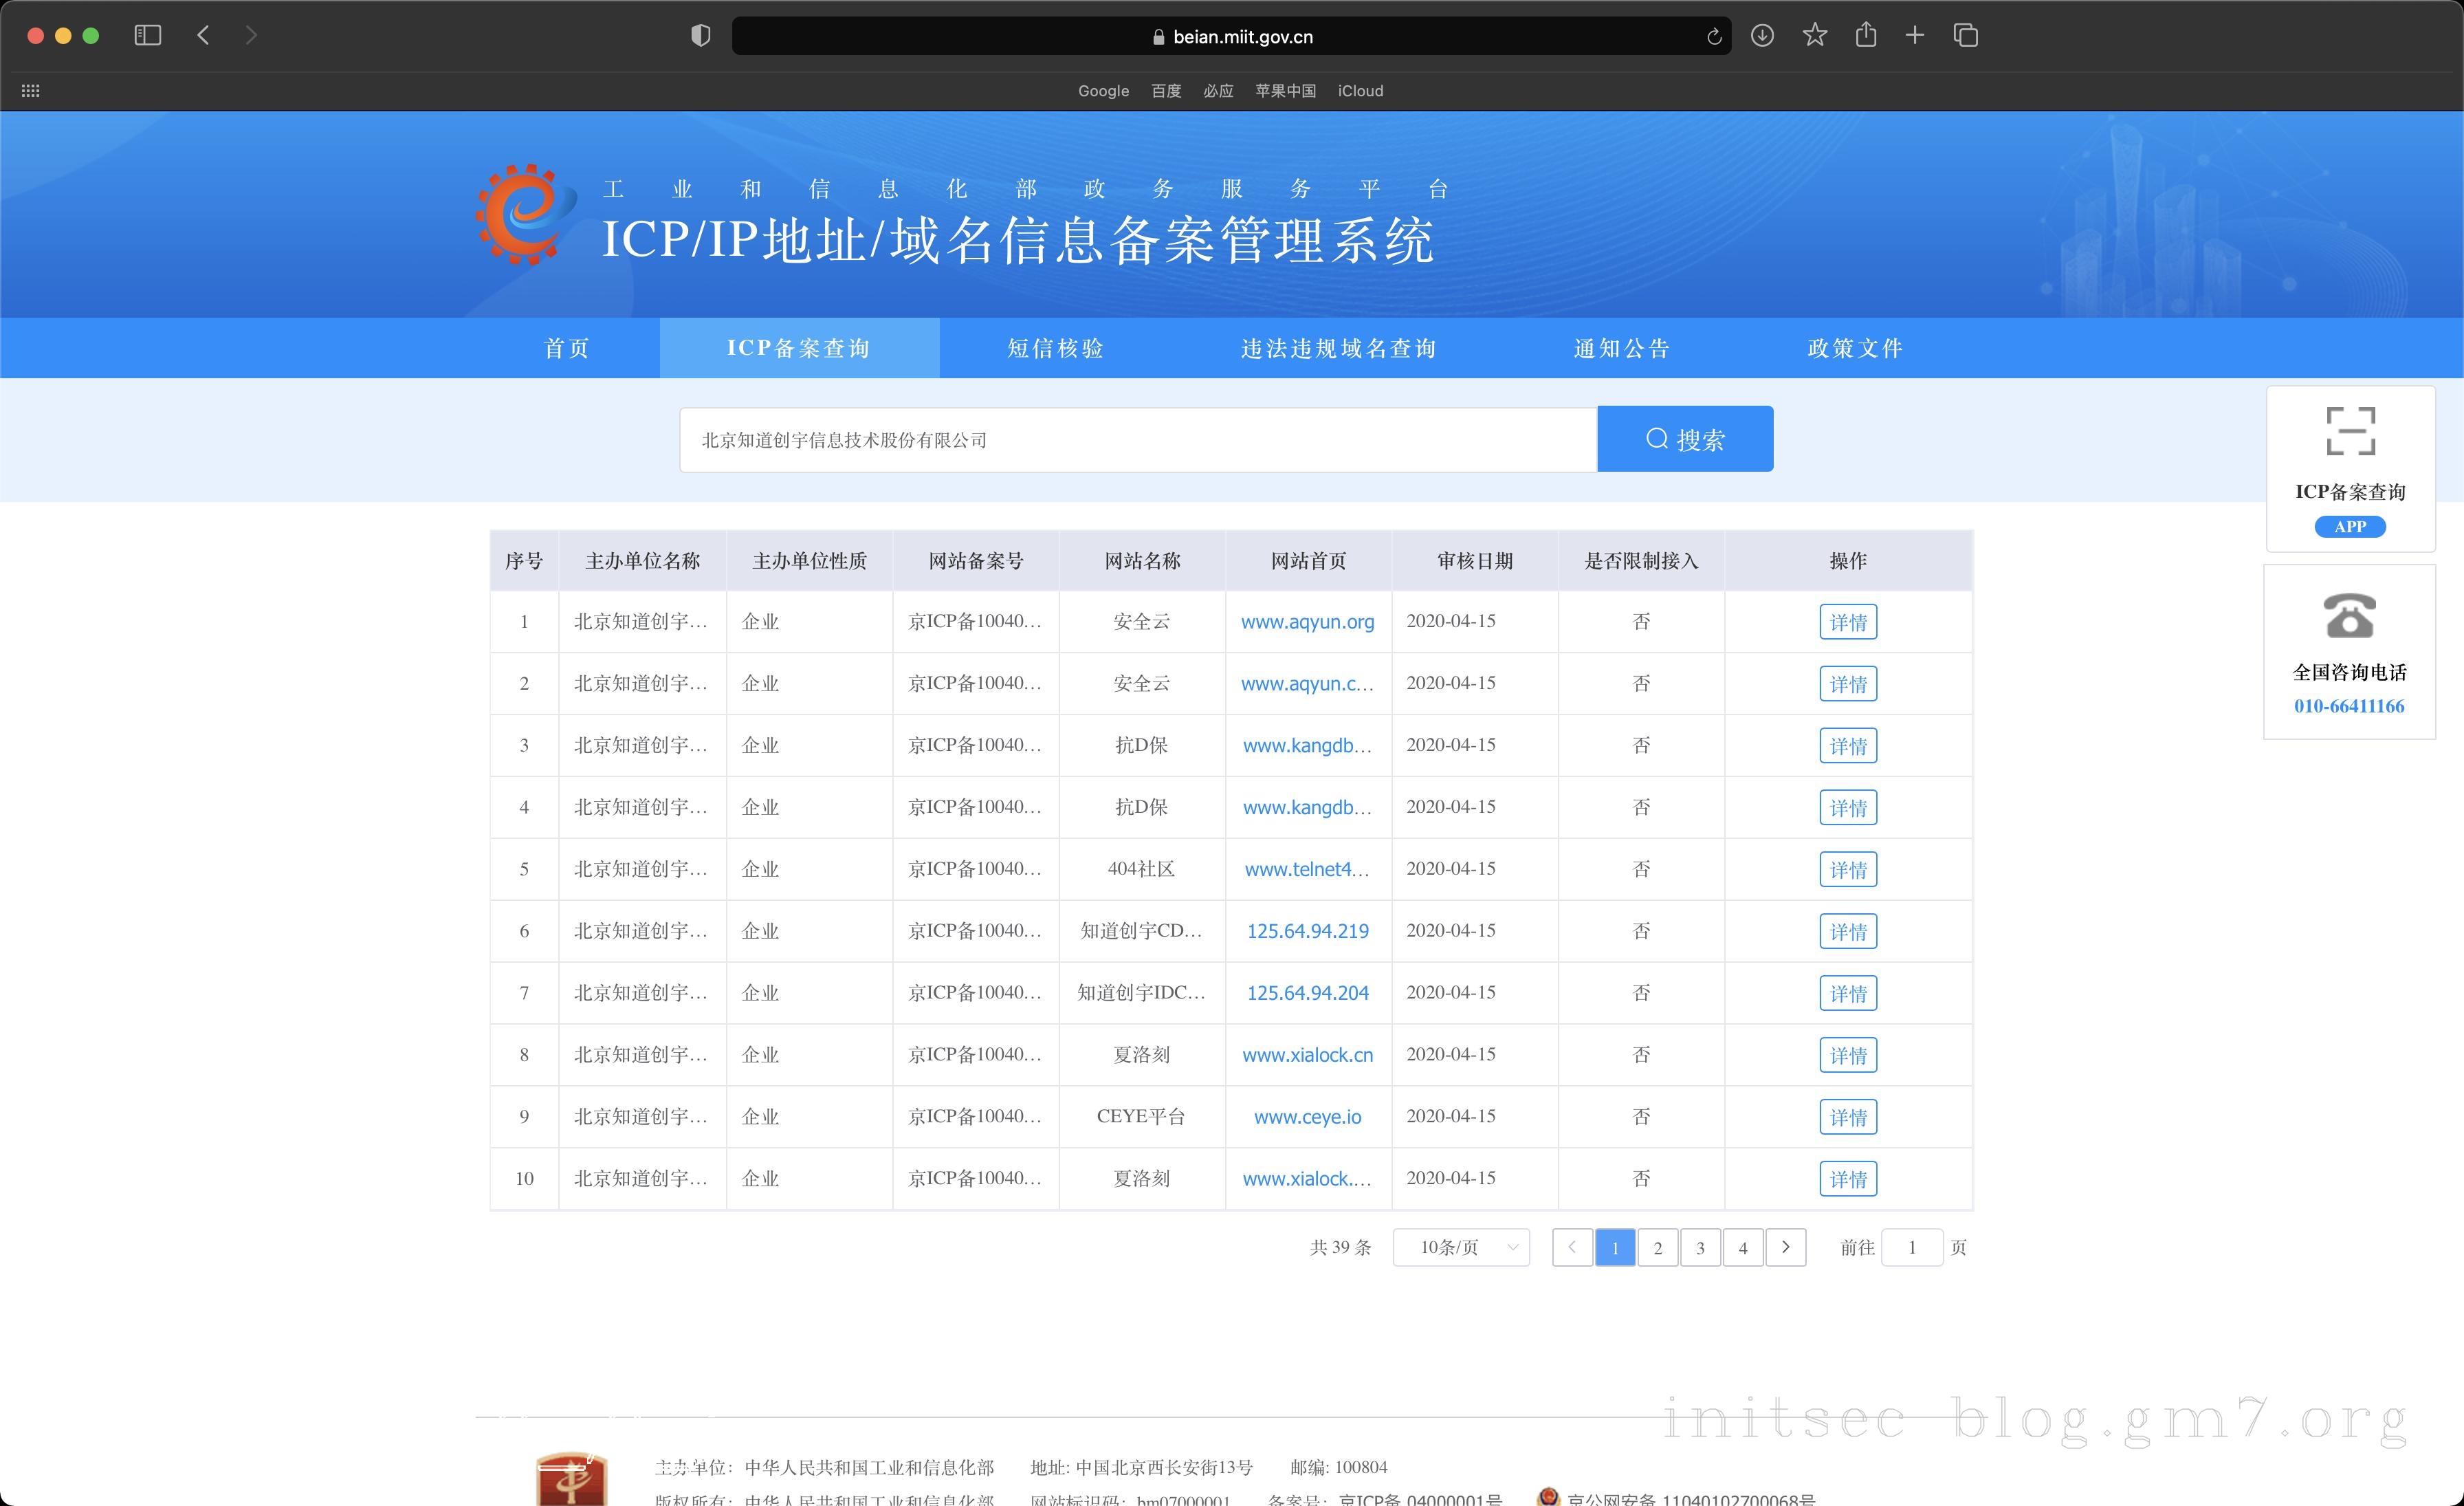 beian.miit.gov.cn
Google 百度 必应 苹果中国 iCloud
工业和信息化部政务服务平台
ICP/IP地址/域名信息备案管理系统
首页 ICP备案查询 短信核验 违法违规域名查询 通知公告 政策文件
北京知道创宇信息技术股份有限公司 搜索
ICP备案查询
APP
全国咨询电话
010-66411166
序号 主办单位名称 主办单位性质 网站备案号 网站名称 网站首页 审核日期 是否限制接入 操作
1 北京知道创宇... 企业 京ICP备10040... 安全云 www.aqyun.org 2020-04-15 否 详情
2 北京知道创宇... 企业 京ICP备10040... 安全云 www.aqyun.c... 2020-04-15 否 详情
3 北京知道创宇... 企业 京ICP备10040... 抗D保 www.kangdb... 2020-04-15 否 详情
4 北京知道创宇... 企业 京ICP备10040... 抗D保 www.kangdb... 2020-04-15 否 详情
5 北京知道创宇... 企业 京ICP备10040... 404社区 www.telnet4... 2020-04-15 否 详情
6 北京知道创宇... 企业 京ICP备10040... 知道创宇CD... 125.64.94.219 2020-04-15 否 详情
7 北京知道创宇... 企业 京ICP备10040... 知道创宇IDC... 125.64.94.204 2020-04-15 否 详情
8 北京知道创宇... 企业 京ICP备10040... 夏洛刻 www.xialock.cn 2020-04-15 否 详情
9 北京知道创宇... 企业 京ICP备10040... CEYE平台 www.ceye.io 2020-04-15 否 详情
10 北京知道创宇... 企业 京ICP备10040... 夏洛刻 www.xialock.... 2020-04-15 否 详情
共 39 条 10条/页 1 2 3 4 前往 1 页
initsec blog.gm7.org
主办单位：中华人民共和国工业和信息化部 地址: 中国北京西长安街13号 邮编: 100804
版权所有：中华人民共和国工业和信息化部 网站标识码：bm07000001 备案号：京ICP备 04000001号 京公网安备 11040102700068号